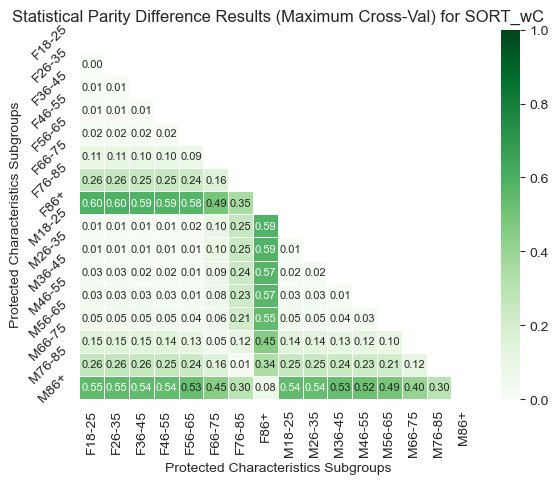 Statistical Parity Difference Results (Maximum Cross-Val) for SORT_wC
Protected Characteristics Subgroups
F18-25
F26-35 0.00
F36-45 0.01 0.01
F46-55 0.01 0.01 0.01
F56-65 0.02 0.02 0.02 0.02
F66-75 0.11 0.11 0.10 0.10 0.09
F76-85 0.26 0.26 0.25 0.25 0.24 0.16
F86+ 0.60 0.60 0.59 0.59 0.58 0.49 0.35
M18-25 0.01 0.01 0.01 0.01 0.02 0.10 0.25 0.59
M26-35 0.01 0.01 0.01 0.01 0.01 0.10 0.25 0.59 0.01
M36-45 0.03 0.03 0.02 0.02 0.01 0.09 0.24 0.57 0.02 0.02
M46-55 0.03 0.03 0.03 0.03 0.01 0.08 0.23 0.57 0.03 0.03 0.01
M56-65 0.05 0.05 0.05 0.05 0.04 0.06 0.21 0.55 0.05 0.05 0.04 0.03
M66-75 0.15 0.15 0.15 0.14 0.13 0.05 0.12 0.45 0.14 0.14 0.13 0.12 0.10
M76-85 0.26 0.26 0.26 0.25 0.24 0.16 0.01 0.34 0.25 0.25 0.24 0.23 0.21 0.12
M86+ 0.55 0.55 0.54 0.54 0.53 0.45 0.30 0.08 0.54 0.54 0.53 0.52 0.49 0.40 0.30
F18-25 F26-35 F36-45 F46-55 F56-65 F66-75 F76-85 F86+ M18-25 M26-35 M36-45 M46-55 M56-65 M66-75 M76-85 M86+
Protected Characteristics Subgroups
1.0
0.8
0.6
0.4
0.2
0.0